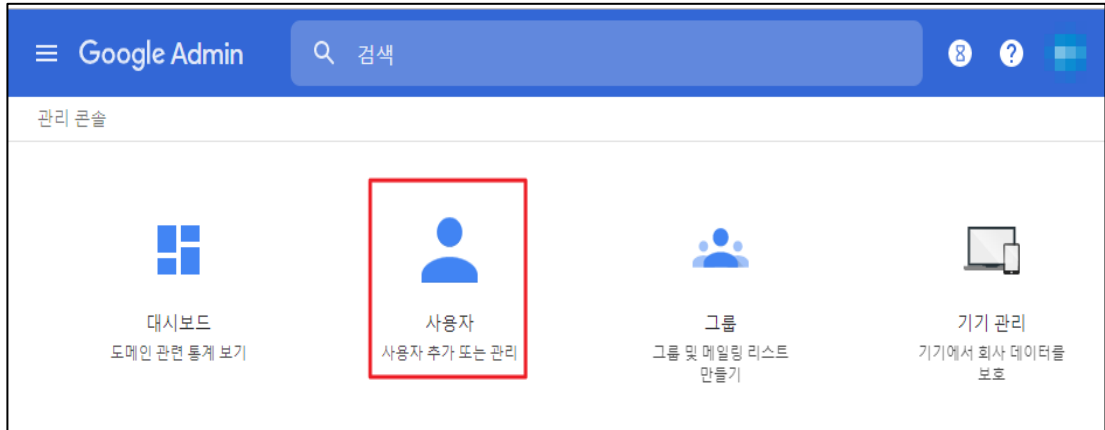 Google Admin
검색
관리 콘솔
대시보드
도메인 관련 통계 보기
사용자
사용자 추가 또는 관리
그룹
그룹 및 메일링 리스트
만들기
기기 관리
기기에서 회사 데이터를
보호